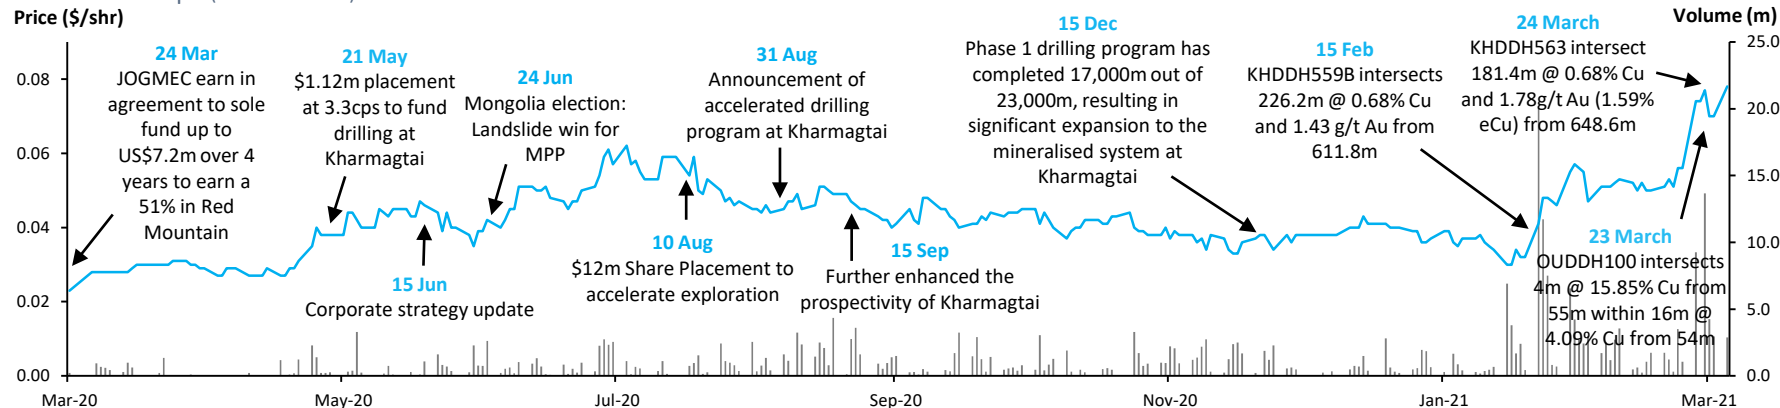 Price ($/shr)
Volume (m)
24 Mar
JOGMEC earn in
agreement to sole
fund up to
US$7.2m over 4
years to earn a
51% in Red
Mountain
21 May
$1.12m placement
at 3.3cps to fund
drilling at
Kharmagtai
15 Jun
Corporate strategy update
24 Jun
Mongolia election:
Landslide win for
MPP
10 Aug
$12m Share Placement to
accelerate exploration
31 Aug
Announcement of
accelerated drilling
program at Kharmagtai
15 Sep
Further enhanced the
prospectivity of Kharmagtai
15 Dec
Phase 1 drilling program has
completed 17,000m out of
23,000m, resulting in
significant expansion to the
mineralised system at
Kharmagtai
15 Feb
KHDDH559B intersects
226.2m @ 0.68% Cu
and 1.43 g/t Au from
611.8m
24 March
KHDDH563 intersect
181.4m @ 0.68% Cu
and 1.78g/t Au (1.59%
eCu) from 648.6m
23 March
OUDDH100 intersects
4m @ 15.85% Cu from
55m within 16m @
4.09% Cu from 54m
0.08
0.06
0.04
0.02
0.00
25.0
20.0
15.0
10.0
5.0
0.0
Mar-20
May-20
Jul-20
Sep-20
Nov-20
Jan-21
Mar-21